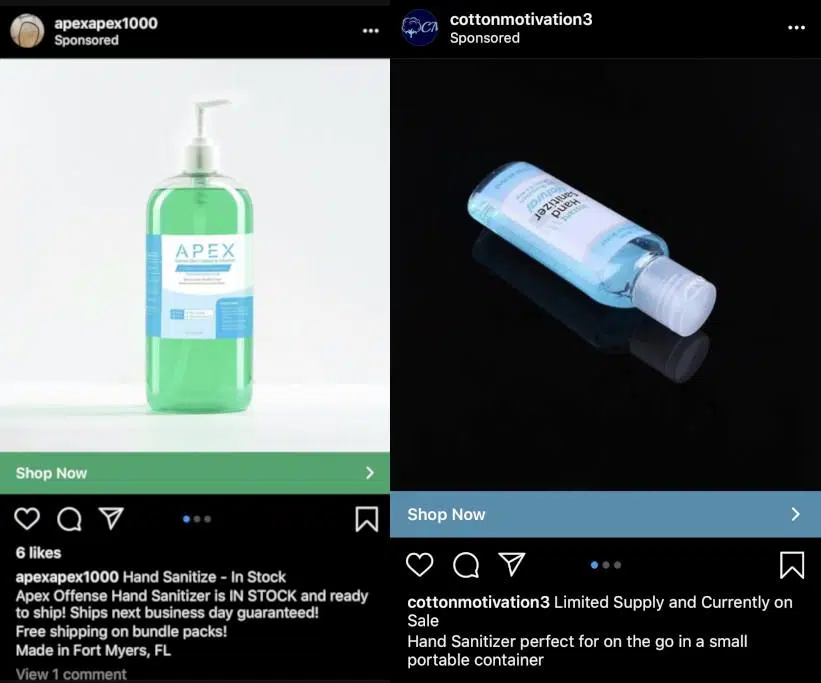 apexapex1000
Sponsored
APEX
Shop Now
6 likes
apexapex1000 Hand Sanitize - In Stock
Apex Offense Hand Sanitizer is IN STOCK and ready
to ship! Ships next business day guaranteed!
Free shipping on bundle packs!
Made in Fort Myers, FL
View 1 comment
CM
cottonmotivation3
Sponsored
Instant
Hand
Sanitizer
Natural
Shop Now
cottonmotivation3 Limited Supply and Currently on
Sale
Hand Sanitizer perfect for on the go in a small
portable container